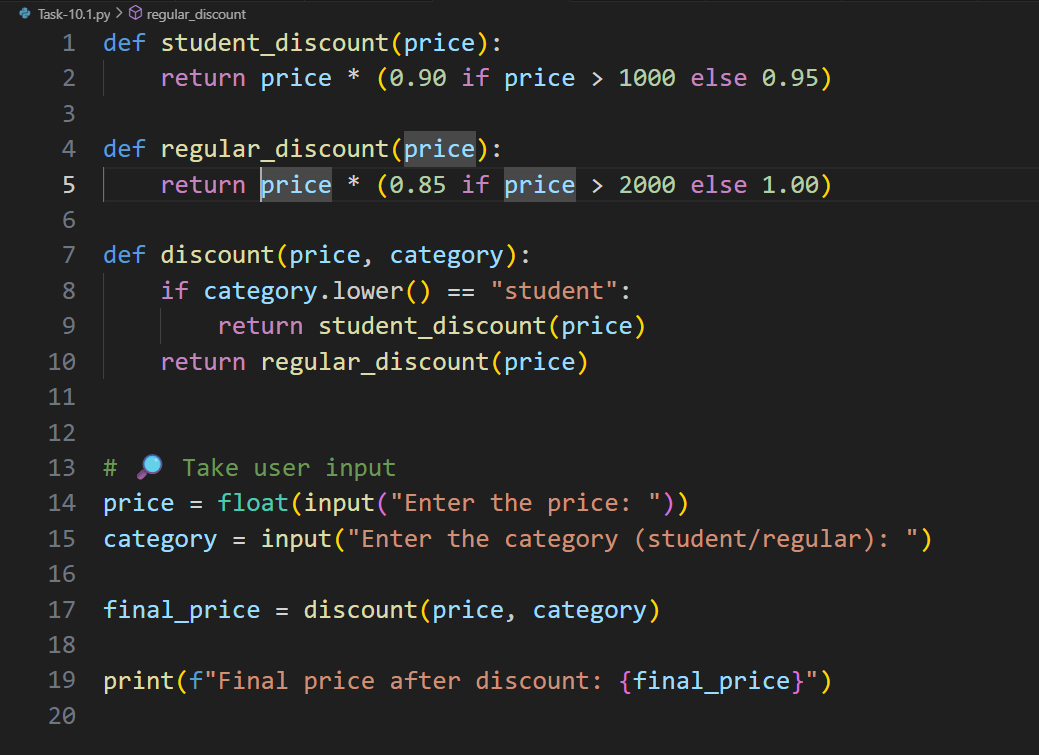 Task-10.1.py > regular_discount
1 def student_discount(price):
2     return price * (0.90 if price > 1000 else 0.95)
3
4 def regular_discount(price):
5     return price * (0.85 if price > 2000 else 1.00)
6
7 def discount(price, category):
8     if category.lower() == "student":
9         return student_discount(price)
10     return regular_discount(price)
11
12
13 # 🔎 Take user input
14 price = float(input("Enter the price: "))
15 category = input("Enter the category (student/regular): ")
16
17 final_price = discount(price, category)
18
19 print(f"Final price after discount: {final_price}")
20